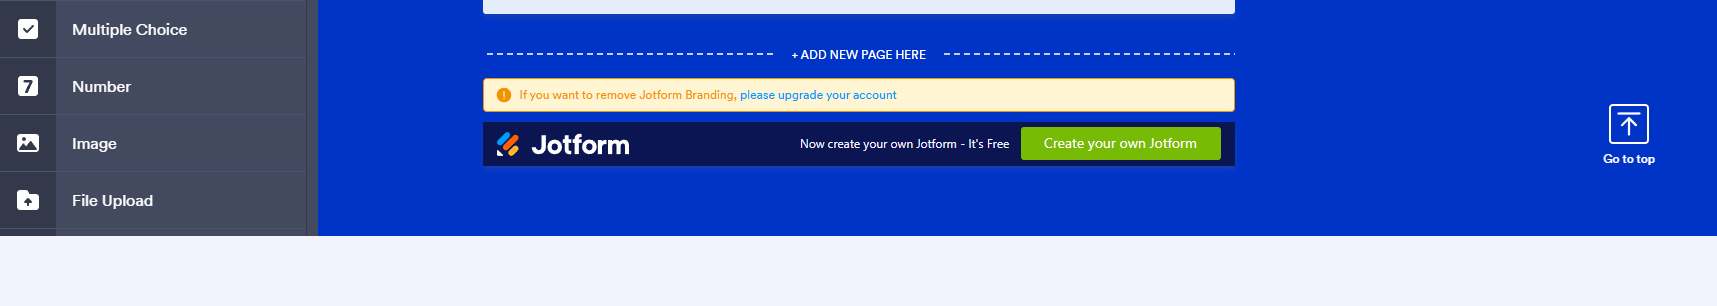 Multiple Choice
7 Number
Image
File Upload
+ ADD NEW PAGE HERE
! If you want to remove Jotform Branding, please upgrade your account
Jotform Now create your own Jotform - It's Free Create your own Jotform
Go to top